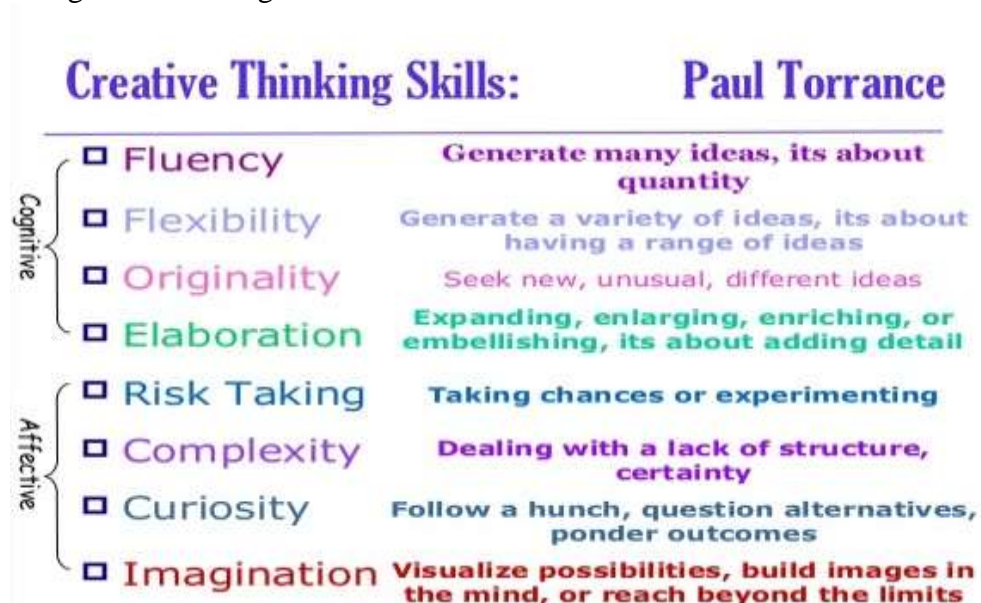 Creative Thinking Skills: Paul Torrance
Cognitive
Fluency Generate many ideas, its about
quantity
Flexibility Generate a variety of ideas, its about
having a range of ideas
Originality Seek new, unusual, different ideas
Elaboration Expanding, enlarging, enriching, or
embellishing, its about adding detail
Affective
Risk Taking Taking chances or experimenting
Complexity Dealing with a lack of structure,
certainty
Curiosity Follow a hunch, question alternatives,
ponder outcomes
Imagination Visualize possibilities, build images in
the mind, or reach beyond the limits